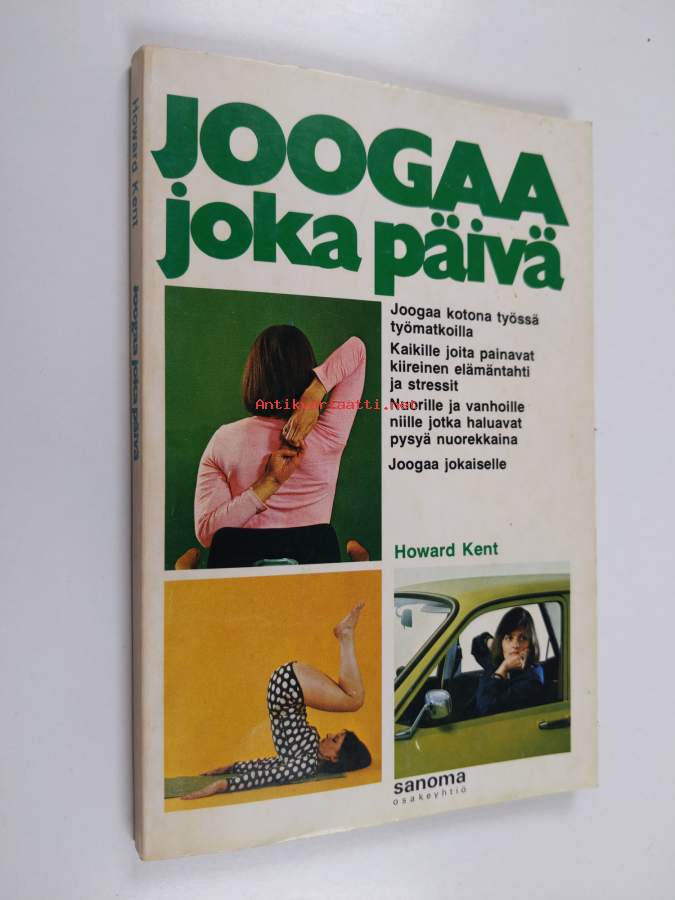 JOOGAA
joka päivä
Joogaa kotona työssä
työmatkoilla
Kaikille joita painavat
kiireinen elämäntahti
ja stressit
Nuorille ja vanhoille
niille jotka haluavat
pysyä nuorekkaina
Joogaa jokaiselle
Howard Kent
sanoma
osakeyhtiö
Howard Kent Joogaa joka päivä
Antikvariaatti.net